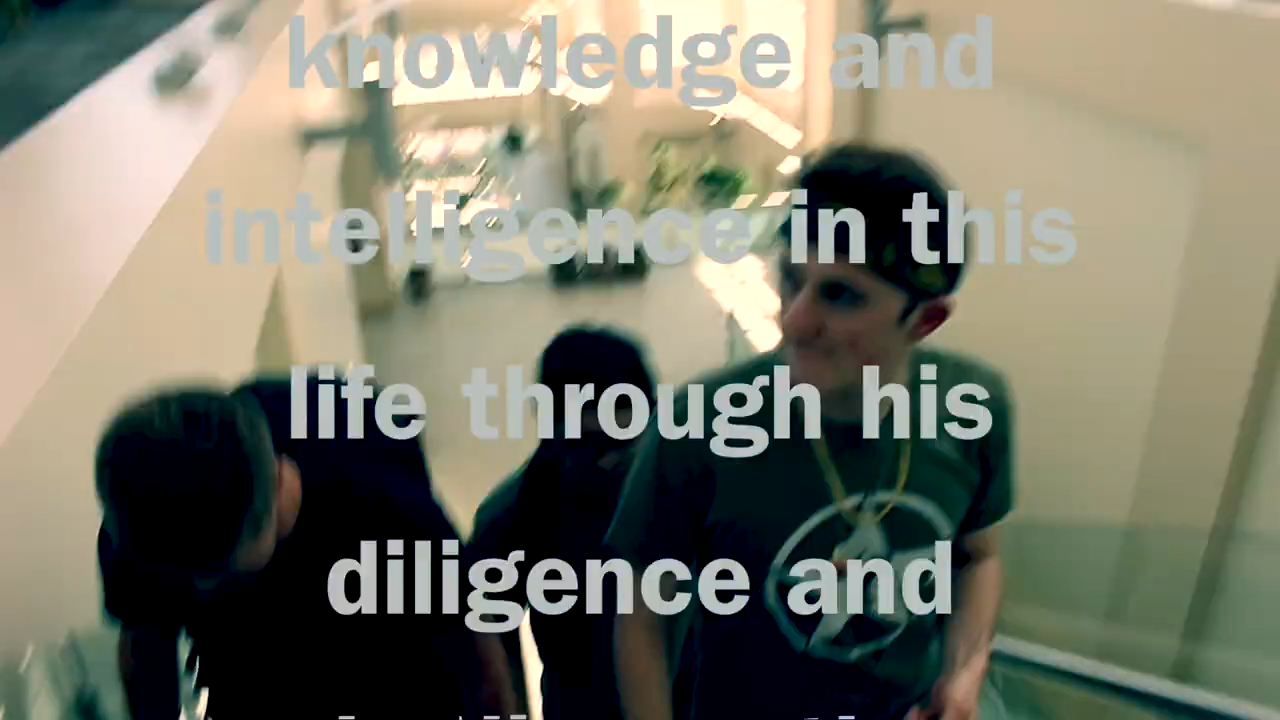 knowledge and
intelligence in this
life through his
diligence and